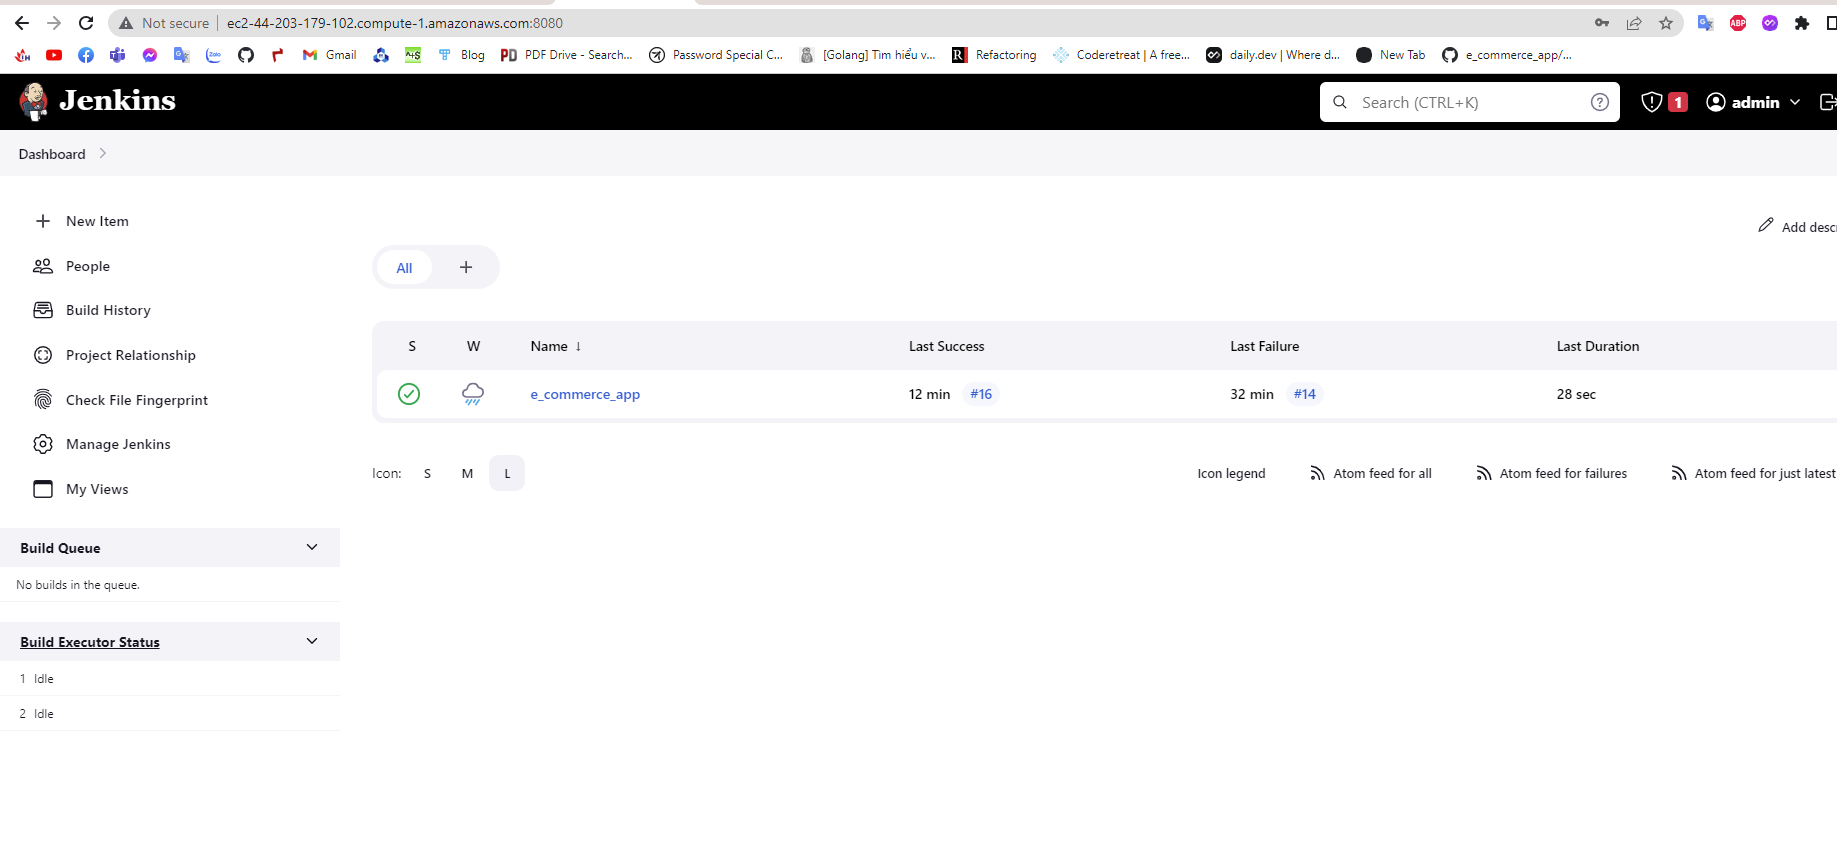 Not secure ec2-44-203-179-102.compute-1.amazonaws.com:8080
Gmail Blog PDF Drive - Search... Password Special C... [Golang] Tìm hiểu v... Refactoring Coderetreat | A free... daily.dev | Where d... New Tab e_commerce_app/...
Jenkins Search (CTRL+K) 1 admin
Dashboard
New Item
Add descr
People
All
Build History
Project Relationship
S W Name ↓ Last Success Last Failure Last Duration
Check File Fingerprint
e_commerce_app 12 min #16 32 min #14 28 sec
Manage Jenkins
My Views
Icon: S M L Icon legend Atom feed for all Atom feed for failures Atom feed for just latest
Build Queue
No builds in the queue.
Build Executor Status
1 Idle
2 Idle